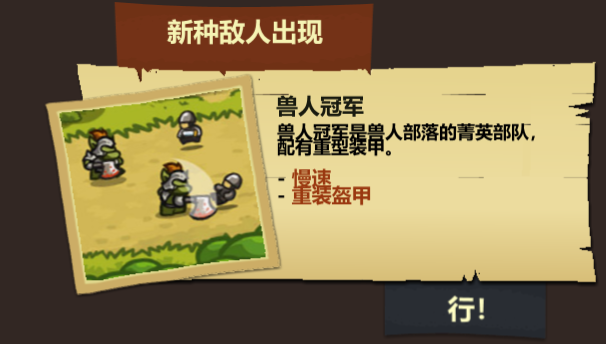 新种敌人出现
兽人冠军
兽人冠军是兽人部落的菁英部队，
配有重型装甲。
- 慢速
- 重装盔甲
行！